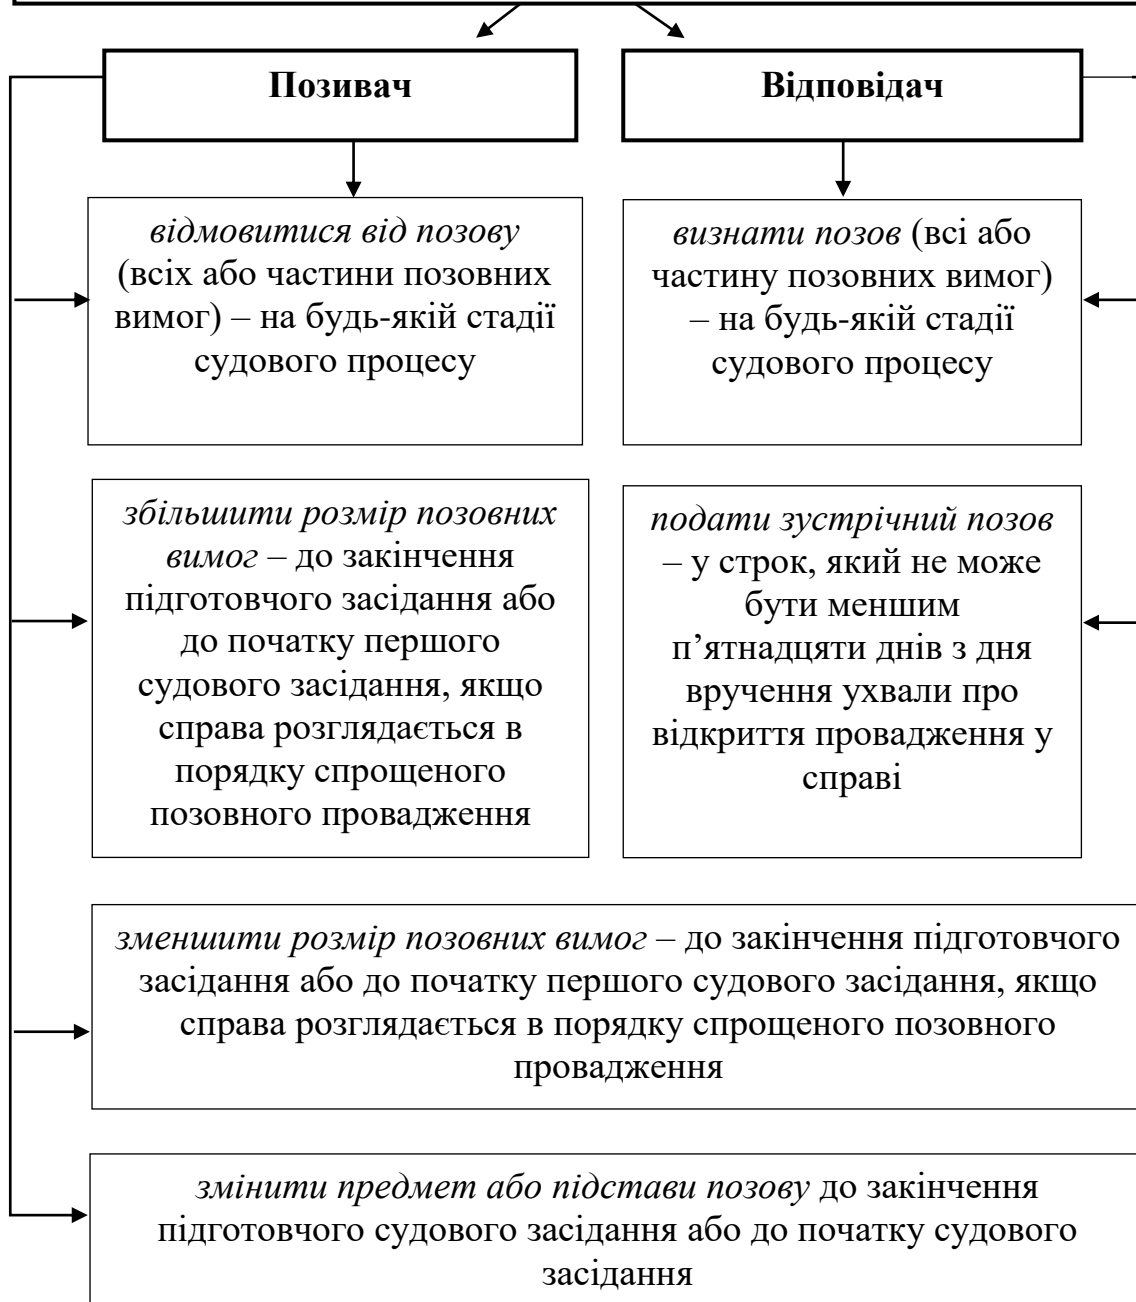 Позивач
Відповідач
відмовитися від позову
(всіх або частини позовних
вимог) – на будь-якій стадії
судового процесу
визнати позов (всі або
частину позовних вимог)
– на будь-якій стадії
судового процесу
збільшити розмір позовних
вимог – до закінчення
підготовчого засідання або
до початку першого
судового засідання, якщо
справа розглядається в
порядку спрощеного
позовного провадження
подати зустрічний позов
– у строк, який не може
бути меншим
п’ятнадцяти днів з дня
вручення ухвали про
відкриття провадження у
справі
зменшити розмір позовних вимог – до закінчення підготовчого
засідання або до початку першого судового засідання, якщо
справа розглядається в порядку спрощеного позовного
провадження
змінити предмет або підстави позову до закінчення
підготовчого судового засідання або до початку судового
засідання